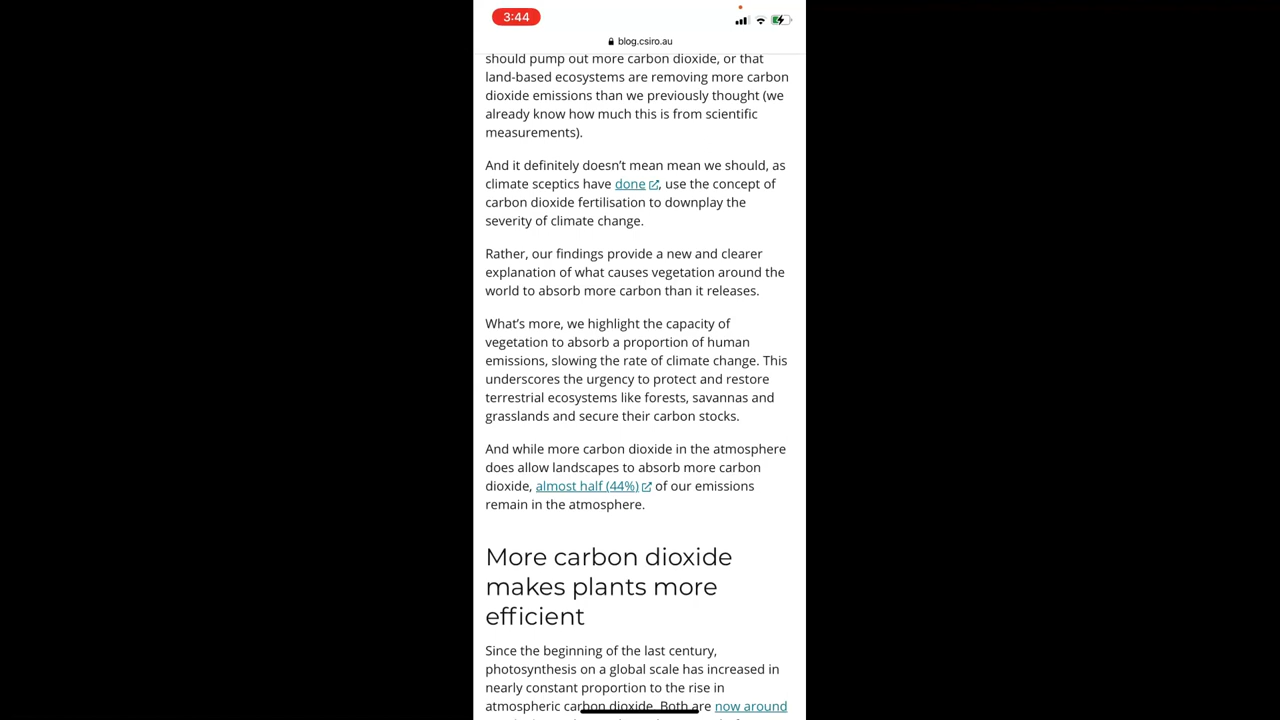 3:44
blog.csiro.au
should pump out more carbon dioxide, or that
land-based ecosystems are removing more carbon
dioxide emissions than we previously thought (we
already know how much this is from scientific
measurements).
And it definitely doesn't mean mean we should, as
climate sceptics have done, use the concept of
carbon dioxide fertilisation to downplay the
severity of climate change.
Rather, our findings provide a new and clearer
explanation of what causes vegetation around the
world to absorb more carbon than it releases.
What's more, we highlight the capacity of
vegetation to absorb a proportion of human
emissions, slowing the rate of climate change. This
underscores the urgency to protect and restore
terrestrial ecosystems like forests, savannas and
grasslands and secure their carbon stocks.
And while more carbon dioxide in the atmosphere
does allow landscapes to absorb more carbon
dioxide, almost half (44%) of our emissions
remain in the atmosphere.
More carbon dioxide
makes plants more
efficient
Since the beginning of the last century,
photosynthesis on a global scale has increased in
nearly constant proportion to the rise in
atmospheric carbon dioxide. Both are now around